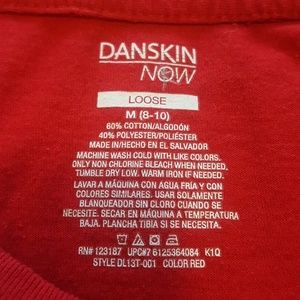 DANSKIN
NOW
LOOSE
M (8-10)
60% COTTON/ALGODÓN
40% POLYESTER/POLIÉSTER
MADE IN/HECHO EN EL SALVADOR
MACHINE WASH COLD WITH LIKE COLORS.
ONLY NON CHLORINE BLEACH WHEN NEEDED.
TUMBLE DRY LOW. WARM IRON IF NEEDED.
LAVAR A MÁQUINA CON AGUA FRÍA Y CON
COLORES SIMILARES. USAR SOLAMENTE
BLANQUEADOR SIN CLORO CUANDO SE
NECESITE. SECAR A MÁQUINA A TEMPERATURA
BAJA. PLANCHA TIBIA SI SE NECESITA.
RN# 123187 UPC#7 6125364084 K1Q
STYLE DL13T-001 COLOR RED